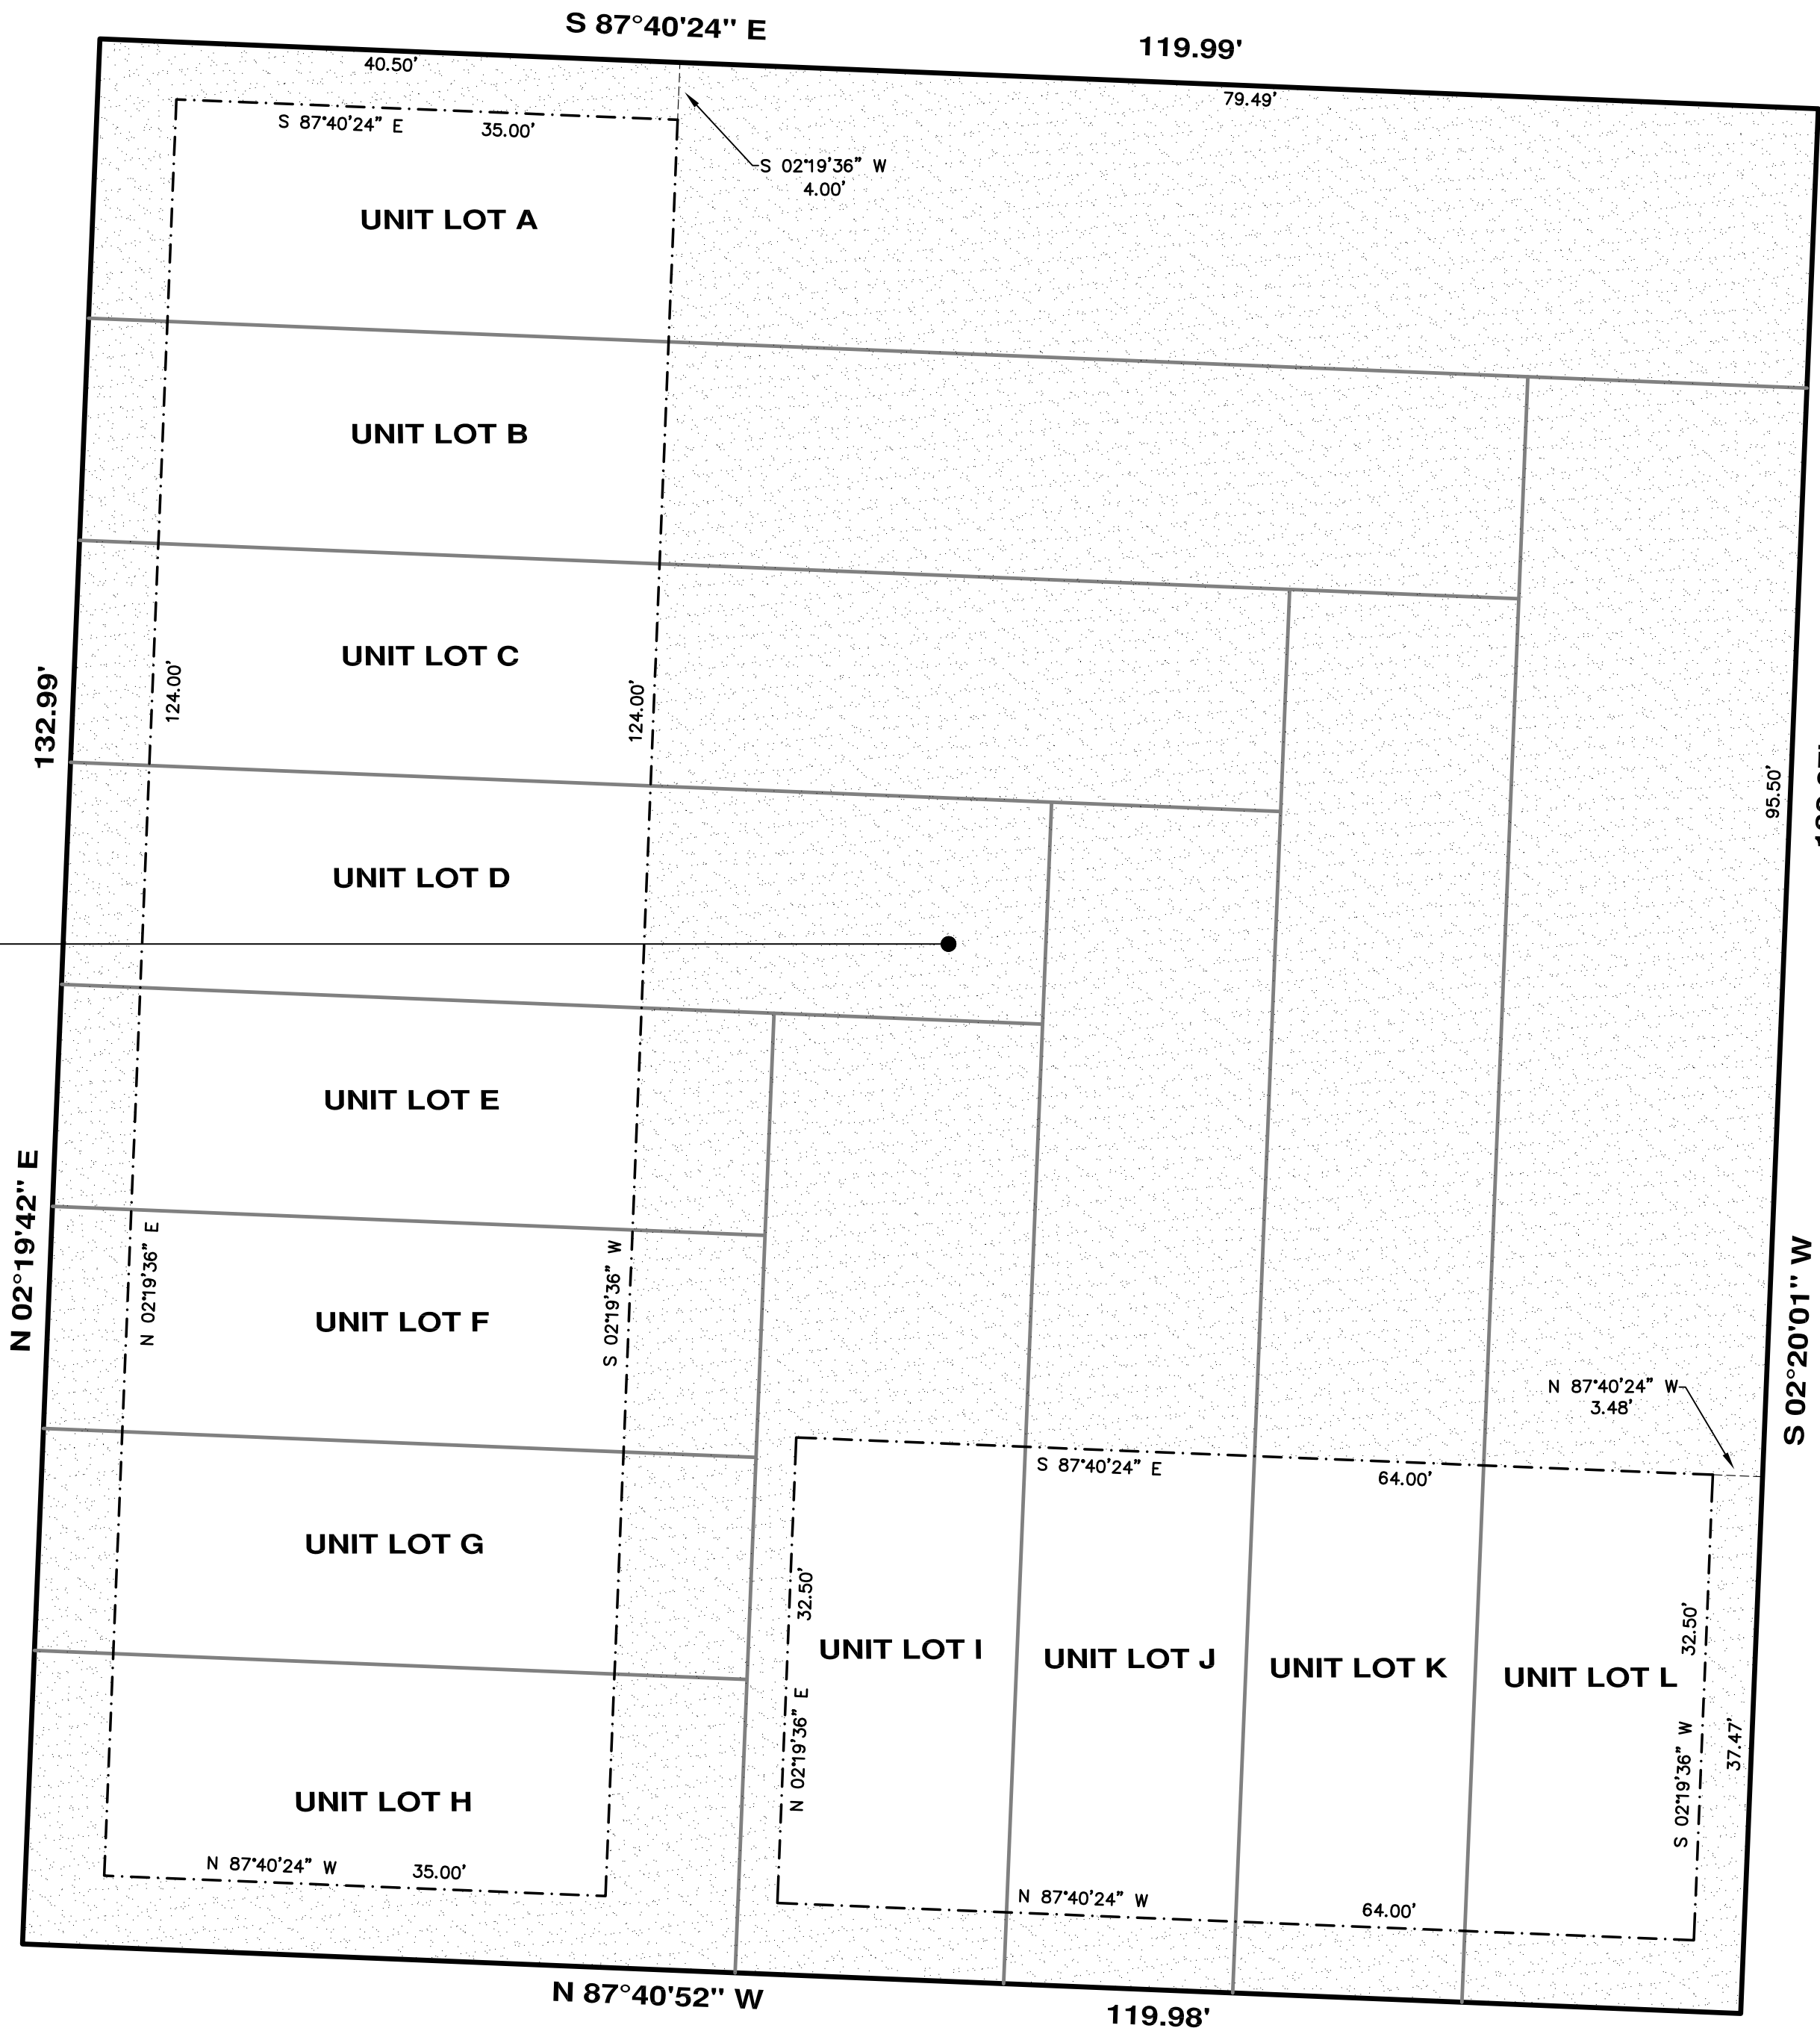 S 87°40'24" E
119.99'
40.50'
79.49'
S 87°40'24" E
35.00'
S 02°19'36" W
4.00'
UNIT LOT A
UNIT LOT B
UNIT LOT C
132.99'
124.00'
124.00'
95.50'
UNIT LOT D
UNIT LOT E
N 02°19'42" E
N 02°19'36" E
S 02°19'36" W
S 02°20'01" W
UNIT LOT F
N 87°40'24" W
3.48'
S 87°40'24" E
64.00'
UNIT LOT G
32.50'
32.50'
UNIT LOT I
UNIT LOT J
UNIT LOT K
UNIT LOT L
N 02°19'36" E
S 02°19'36" W
37.47'
UNIT LOT H
N 87°40'24" W
35.00'
N 87°40'24" W
64.00'
N 87°40'52" W
119.98'